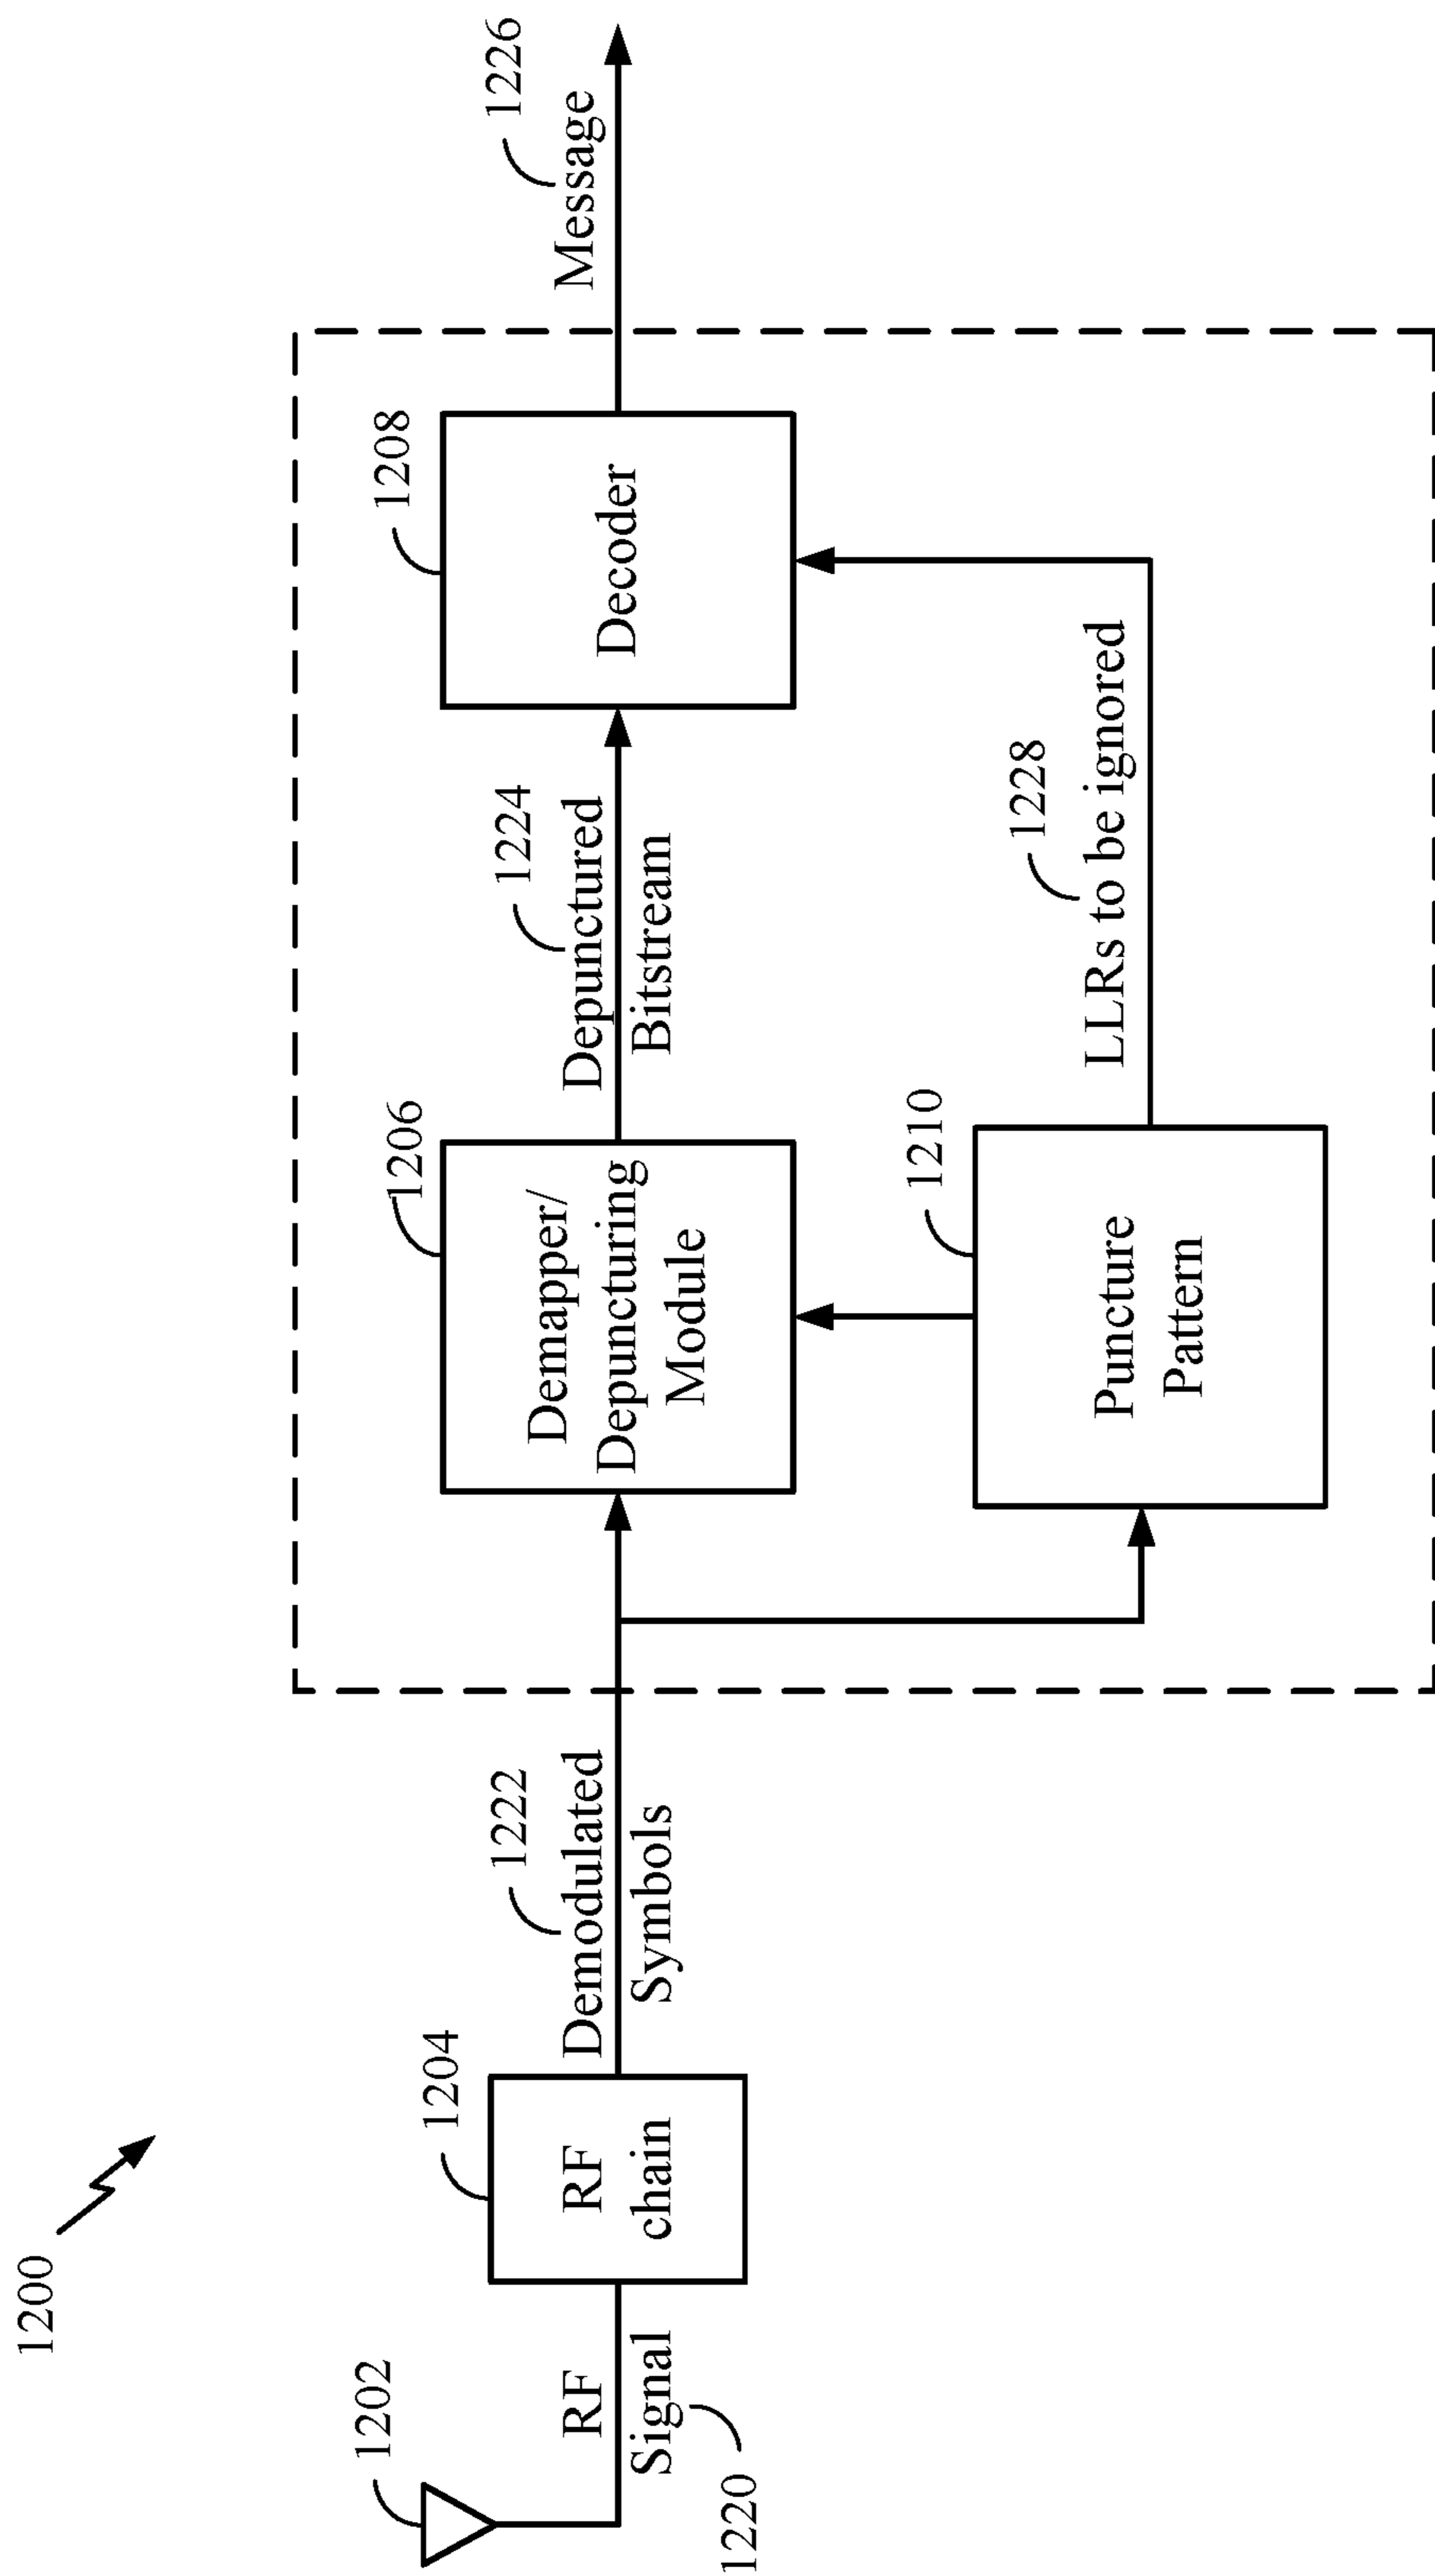 1200
1202
RF
Signal
1220
1204
RF
chain
1222
Demodulated
Symbols
1206
Demapper/
Depuncturing
Module
1224
Depunctured
Bitstream
1208
Decoder
1226
Message
1210
Puncture
Pattern
1228
LLRs to be ignored